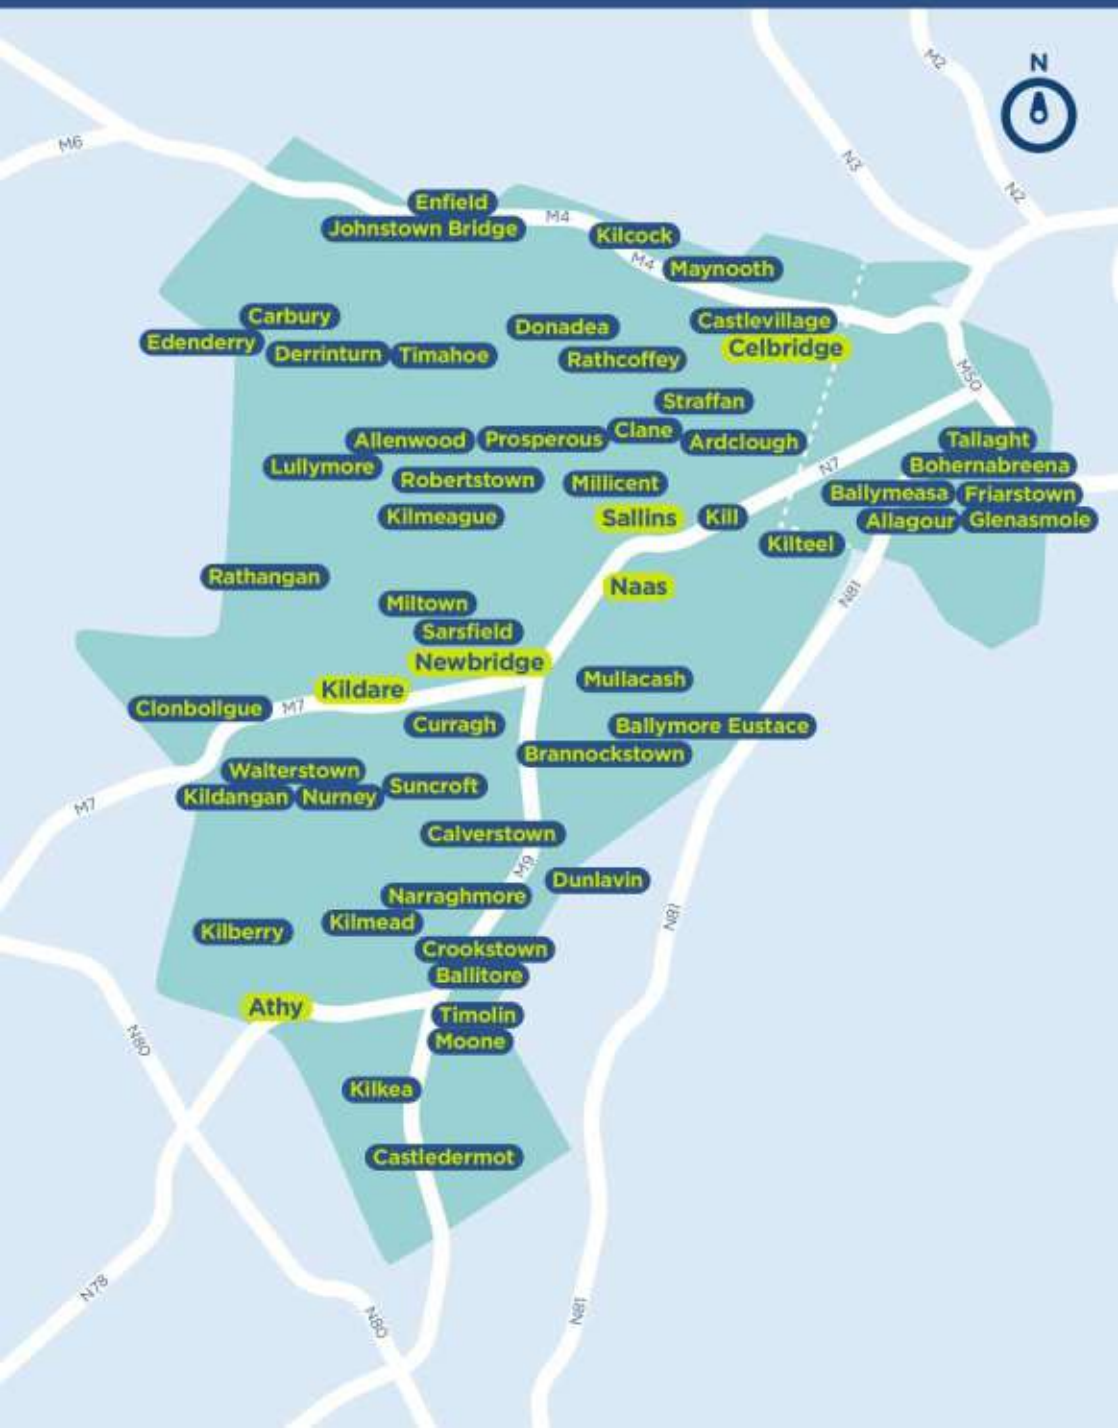 M2
N
M6
N3
N2
Enfield
M4
Johnstown Bridge
Kilcock
M4
Maynooth
Carbury
Castlevillage
Donadea
Edenderry
Celbridge
Derrinturn
Timahoe
Rathcoffey
M50
Straffan
Clane
Allenwood
Prosperous
Ardclough
Tallaght
Lullymore
N7
Bohernabreena
Robertstown
Millicent
Ballymeasa
Friarstown
Kilmeague
Sallins
Kill
Allagour
Glenasmole
Kilteel
Rathangan
Naas
N81
Miltown
Sarsfield
Newbridge
Mullacash
Kildare
Clonbollgue
M7
Curragh
Ballymore Eustace
Brannockstown
Walterstown
Suncroft
Kildangan
Nurney
M7
Calverstown
M9
Dunlavin
Narraghmore
N81
Kilmead
Kilberry
Crookstown
Ballitore
Athy
Timolin
N80
Moone
Kilkea
Castledermot
N78
N81
N80